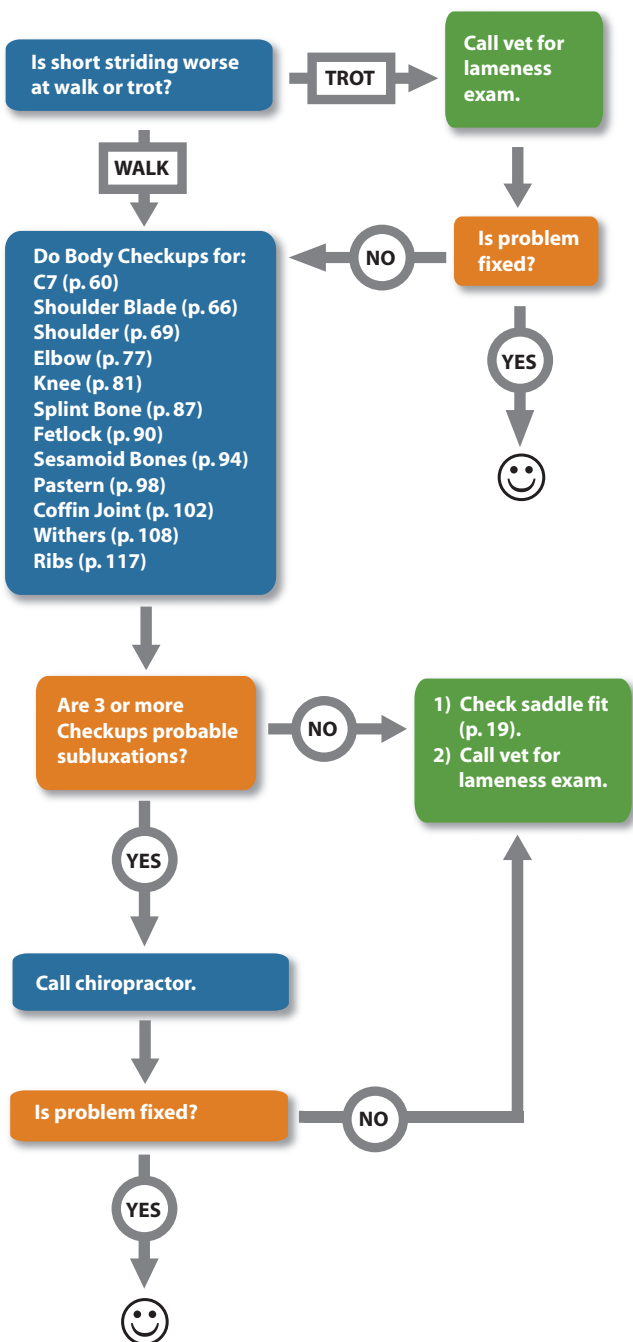 Is short striding worse
at walk or trot?
TROT
Call vet for
lameness
exam.
WALK
Is problem
fixed?
NO
YES
Do Body Checkups for:
C7 (p. 60)
Shoulder Blade (p. 66)
Shoulder (p. 69)
Elbow (p. 77)
Knee (p. 81)
Splint Bone (p. 87)
Fetlock (p. 90)
Sesamoid Bones (p. 94)
Pastern (p. 98)
Coffin Joint (p. 102)
Withers (p. 108)
Ribs (p. 117)
Are 3 or more
Checkups probable
subluxations?
NO
1) Check saddle fit
(p. 19).
2) Call vet for
lameness exam.
YES
Call chiropractor.
Is problem fixed?
NO
YES